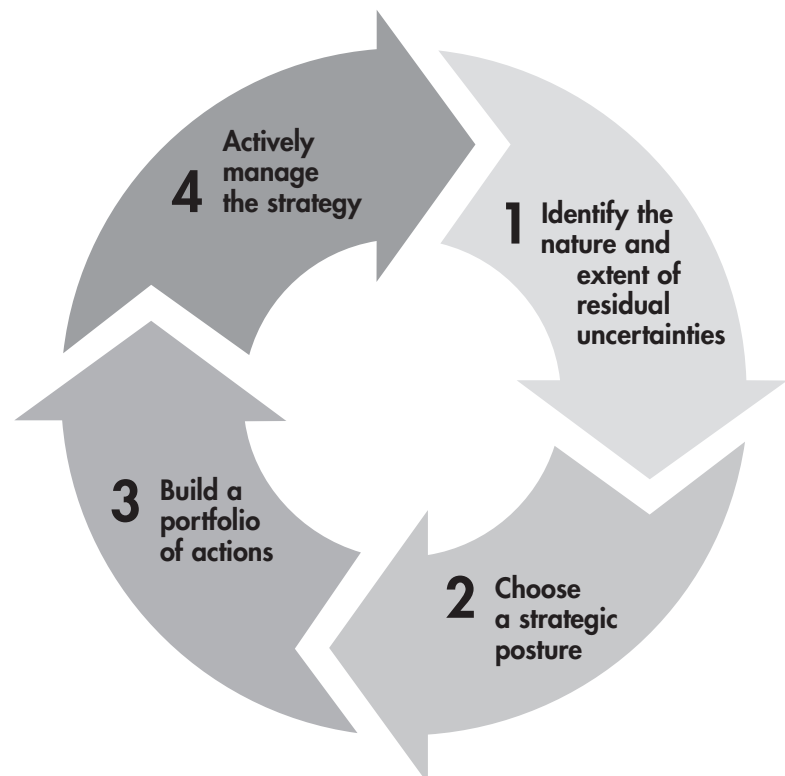 1 Identify the
nature and
extent of
residual
uncertainties
2 Choose
a strategic
posture
3 Build a
portfolio
of actions
4 Actively
manage
the strategy